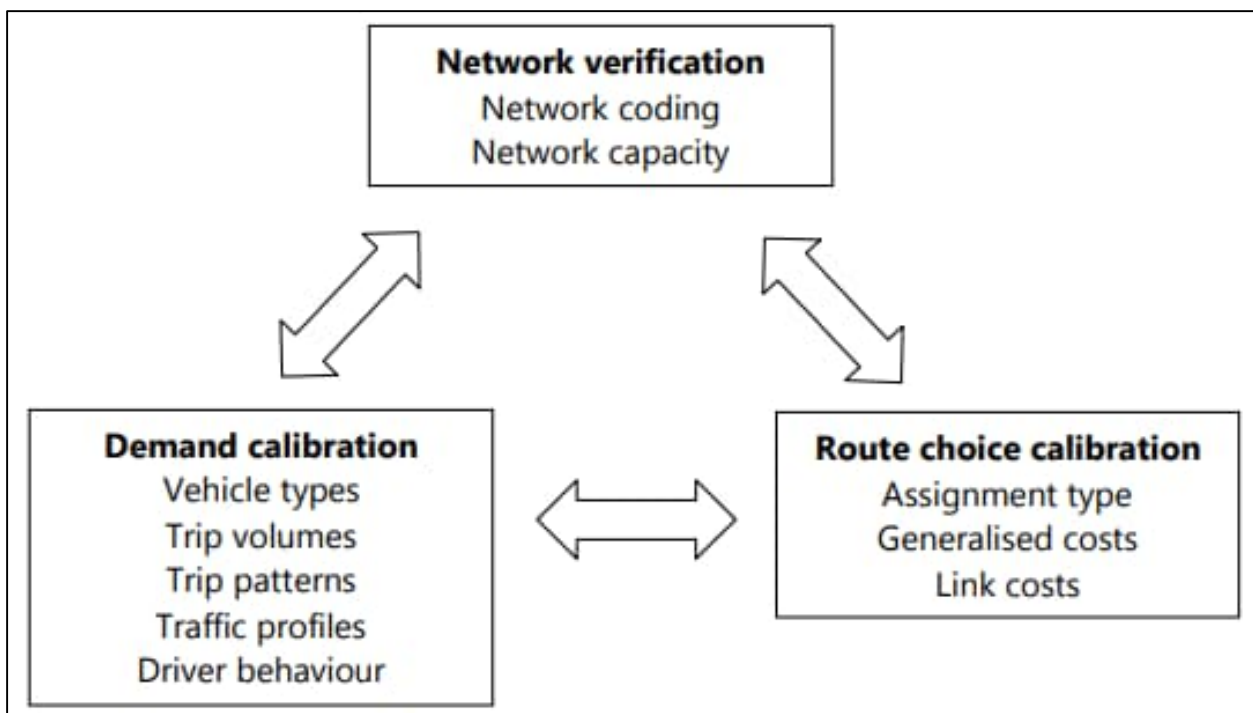 Network verification
Network coding
Network capacity
Demand calibration
Vehicle types
Trip volumes
Trip patterns
Traffic profiles
Driver behaviour
Route choice calibration
Assignment type
Generalised costs
Link costs